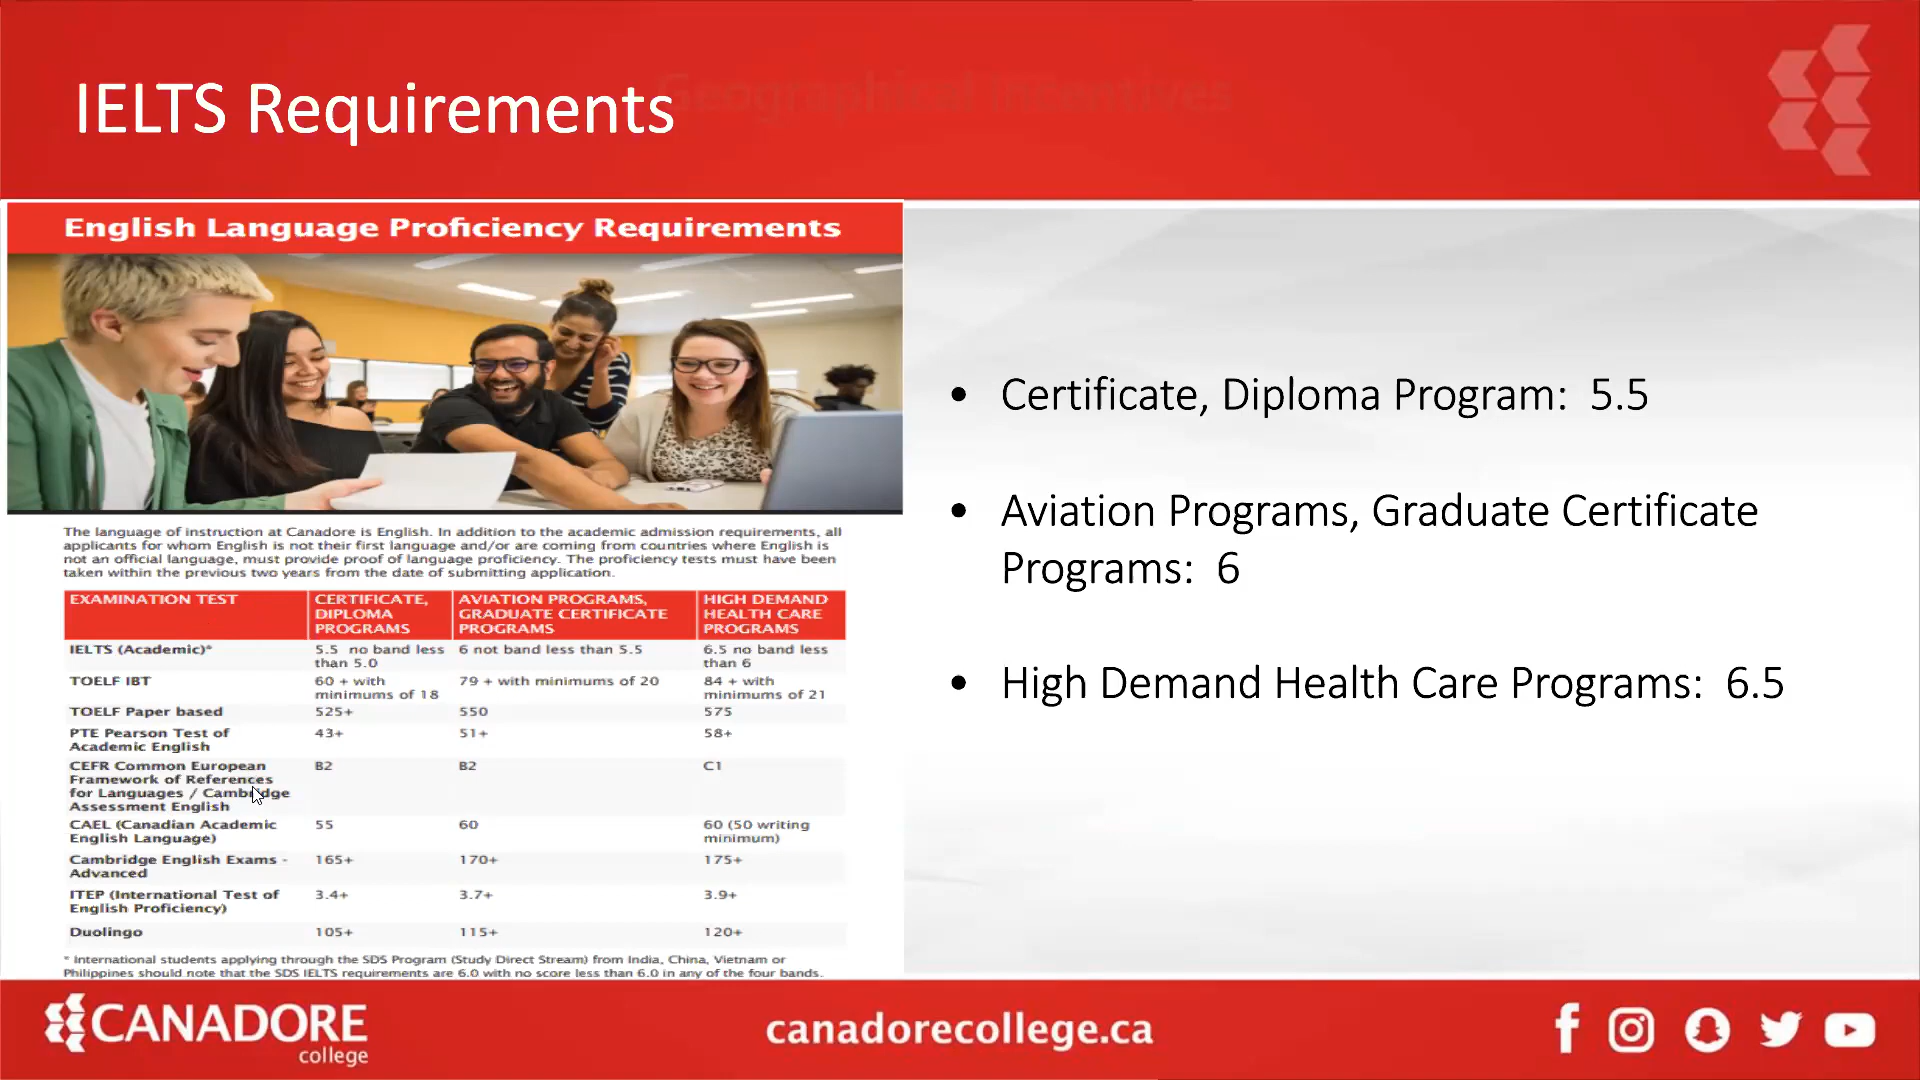 IELTS Requirements
Geographical Incentives
English Language Proficiency Requirements
The language of instruction at Canadore is English. In addition to the academic admission requirements, all
applicants for whom English is not their first language and/or are coming from countries where English is
not an official language, must provide proof of language proficiency. The proficiency tests must have been
taken within the previous two years from the date of submitting application.
EXAMINATION TEST CERTIFICATE, DIPLOMA PROGRAMS AVIATION PROGRAMS, GRADUATE CERTIFICATE PROGRAMS HIGH DEMAND HEALTH CARE PROGRAMS
IELTS (Academic)* 5.5 no band less than 5.0 6 not band less than 5.5 6.5 no band less than 6
TOELF IBT 60 + with minimums of 18 79 + with minimums of 20 84 + with minimums of 21
TOELF Paper based 525+ 550 575
PTE Pearson Test of Academic English 43+ 51+ 58+
CEFR Common European Framework of References for Languages / Cambridge Assessment English B2 B2 C1
CAEL (Canadian Academic English Language) 55 60 60 (50 writing minimum)
Cambridge English Exams - Advanced 165+ 170+ 175+
ITEP (International Test of English Proficiency) 3.4+ 3.7+ 3.9+
Duolingo 105+ 115+ 120+
* International students applying through the SDS Program (Study Direct Stream) from India, China, Vietnam or
Philippines should note that the SDS IELTS requirements are 6.0 with no score less than 6.0 in any of the four bands.
• Certificate, Diploma Program: 5.5
• Aviation Programs, Graduate Certificate
Programs: 6
• High Demand Health Care Programs: 6.5
CANADORE
college
canadorecollege.ca